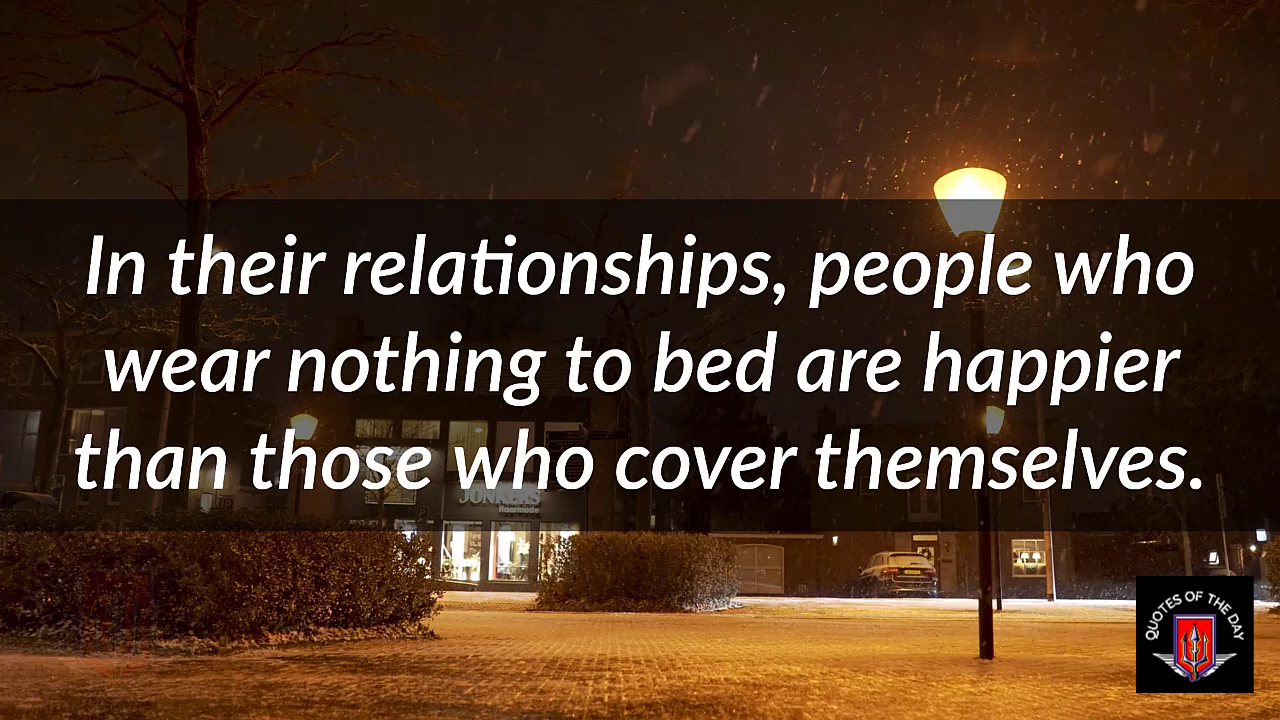 In their relationships, people who
wear nothing to bed are happier
than those who cover themselves.
JONKERS
Haarmode
QUOTES OF THE DAY